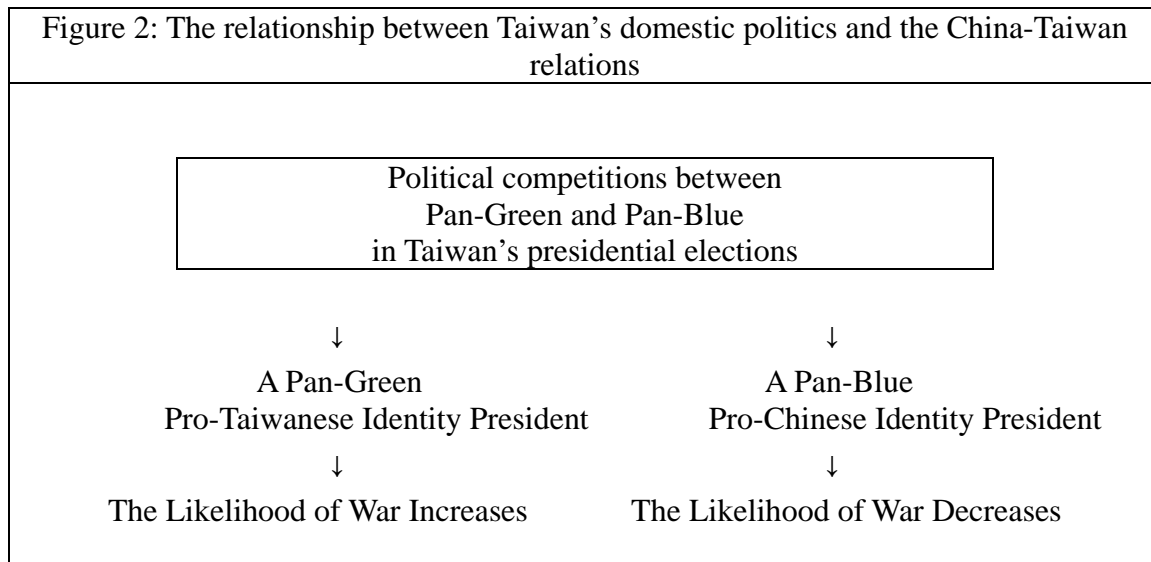 Figure 2: The relationship between Taiwan’s domestic politics and the China-Taiwan
relations
Political competitions between
Pan-Green and Pan-Blue
in Taiwan’s presidential elections
↓ ↓
A Pan-Green A Pan-Blue
Pro-Taiwanese Identity President Pro-Chinese Identity President
↓ ↓
The Likelihood of War Increases The Likelihood of War Decreases